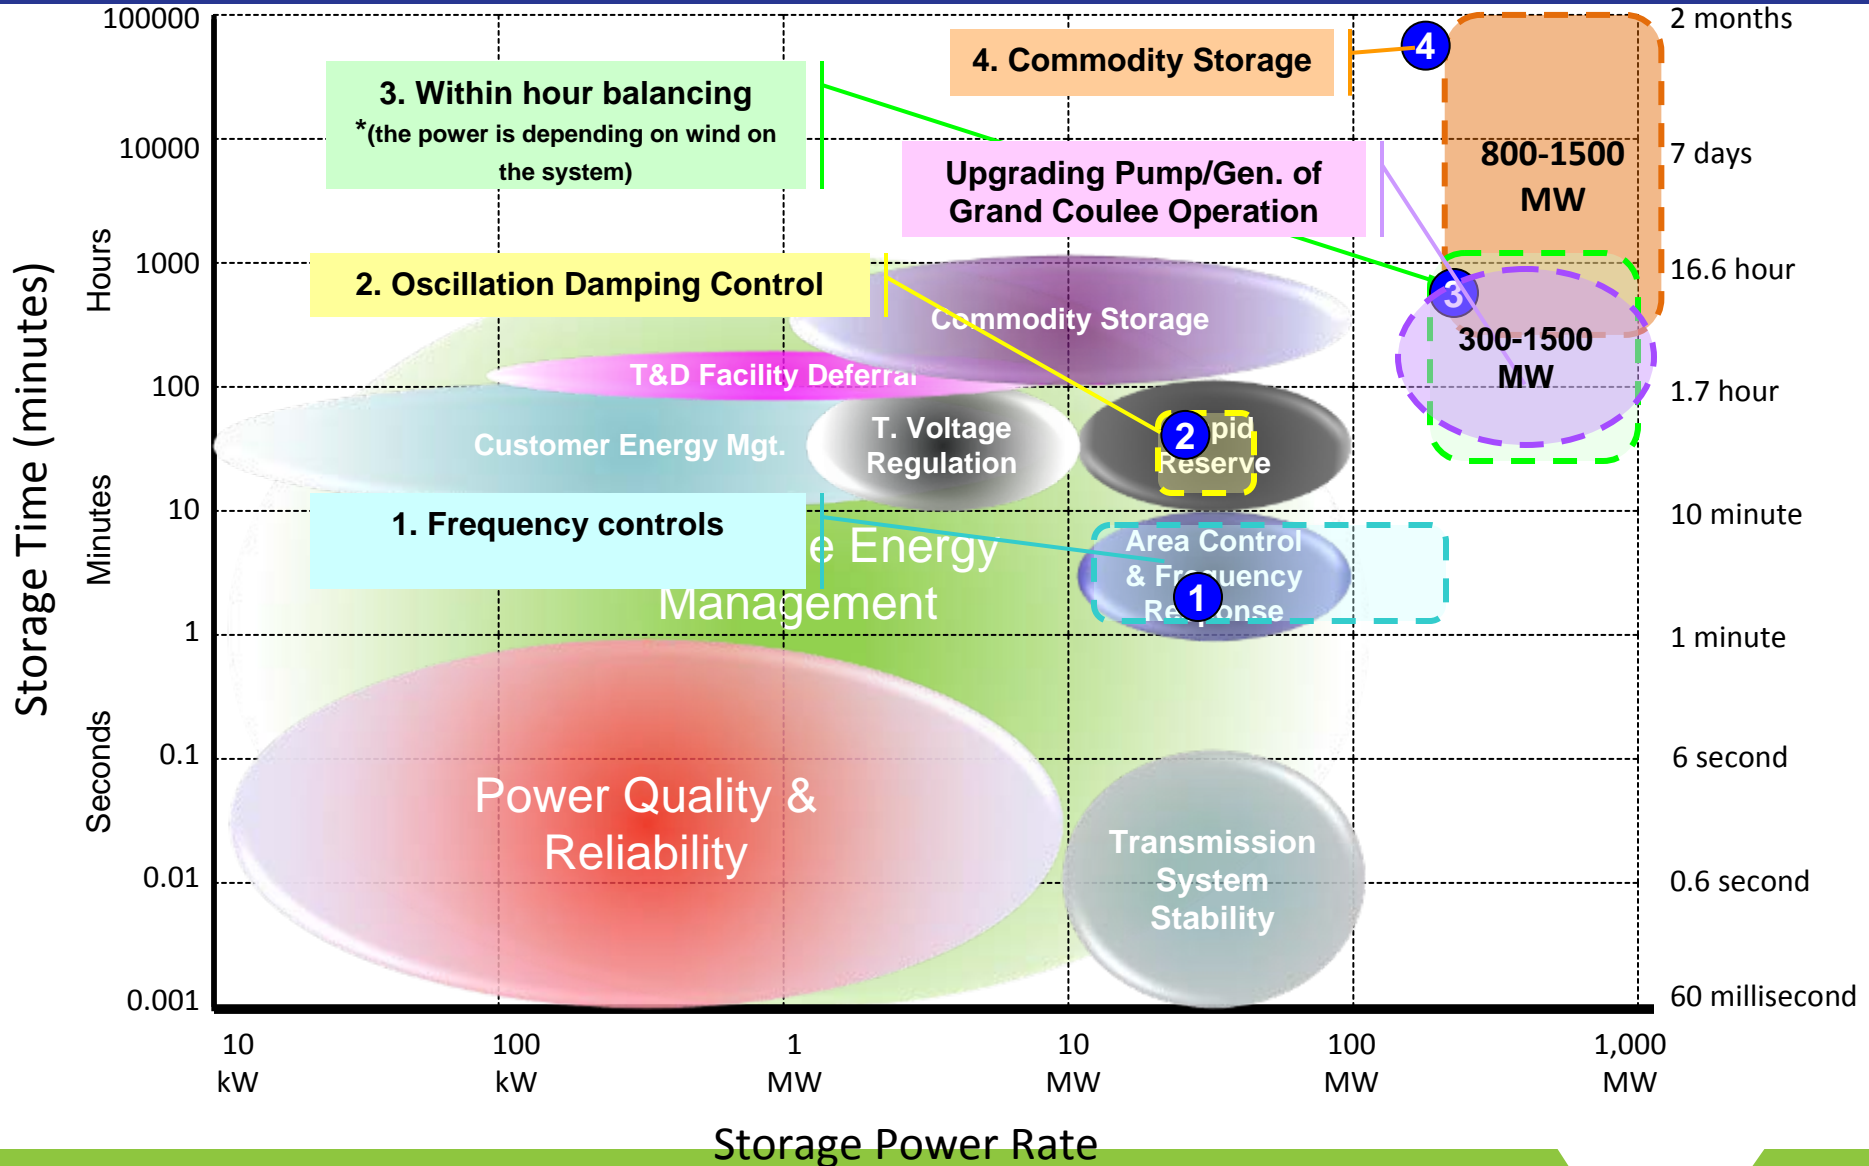 100000
10000
1000
100
10
1
0.1
0.01
0.001
Storage Time (minutes)
Hours
Minutes
Seconds
2 months
7 days
16.6 hour
1.7 hour
10 minute
1 minute
6 second
0.6 second
60 millisecond
4. Commodity Storage
4
3. Within hour balancing
*(the power is depending on wind on
the system)
800-1500
MW
Upgrading Pump/Gen. of
Grand Coulee Operation
2. Oscillation Damping Control
3
Commodity Storage
300-1500
MW
T&D Facility Deferral
Customer Energy Mgt.
T. Voltage
Regulation
2
pid
Reserve
1. Frequency controls
e Energy
Management
Area Control
& Frequency
Response
1
Power Quality &
Reliability
Transmission
System
Stability
10
kW
100
kW
1
MW
10
MW
100
MW
1,000
MW
Storage Power Rate